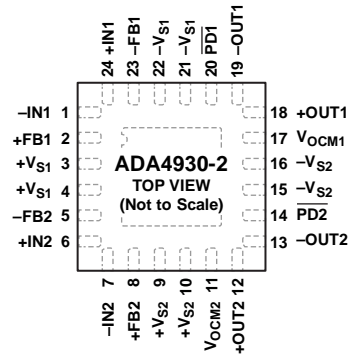 24 +IN1
23 –FB1
22 –VS1
21 –VS1
20 PD1
19 –OUT1
–IN1 1
+FB1 2
+VS1 3
+VS1 4
–FB2 5
+IN2 6
ADA4930-2
TOP VIEW
(Not to Scale)
18 +OUT1
17 VOCM1
16 –VS2
15 –VS2
14 PD2
13 –OUT2
–IN2 7
+FB2 8
+VS2 9
+VS2 10
VOCM2 11
+OUT2 12